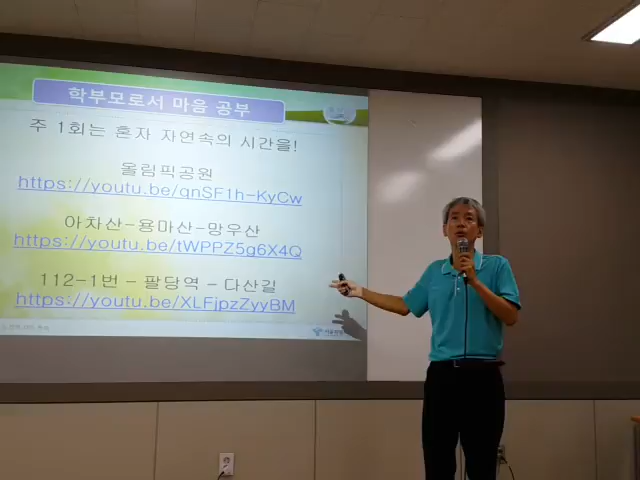 학부모로서 마음 공부
주 1회는 혼자 자연속의 시간을!
올림픽공원
https://youtu.be/qnSF1h-KyCw
아차산-용마산-망우산
https://youtu.be/tWPPZ5g6X4Q
112-1번 - 팔당역 - 다산길
https://youtu.be/XLFjpzZyyBM